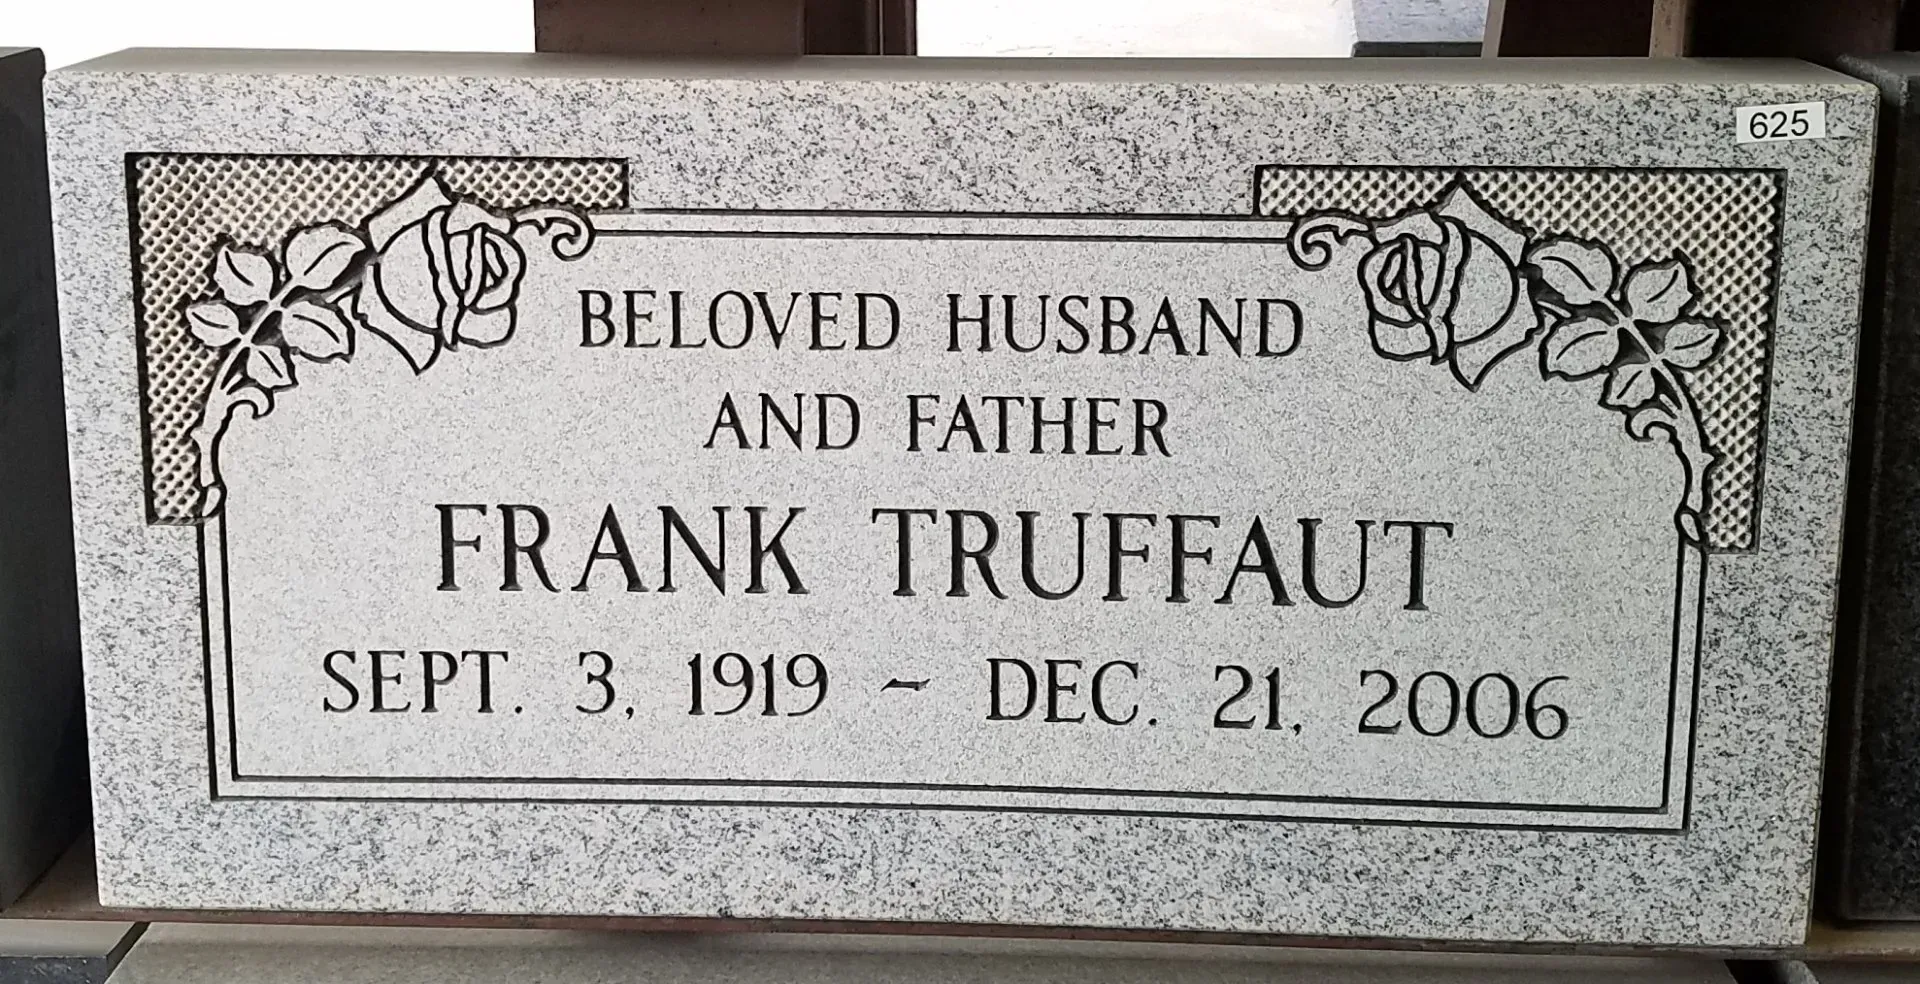 625
BELOVED HUSBAND
AND FATHER
FRANK TRUFFAUT
SEPT. 3, 1919 ~ DEC. 21, 2006